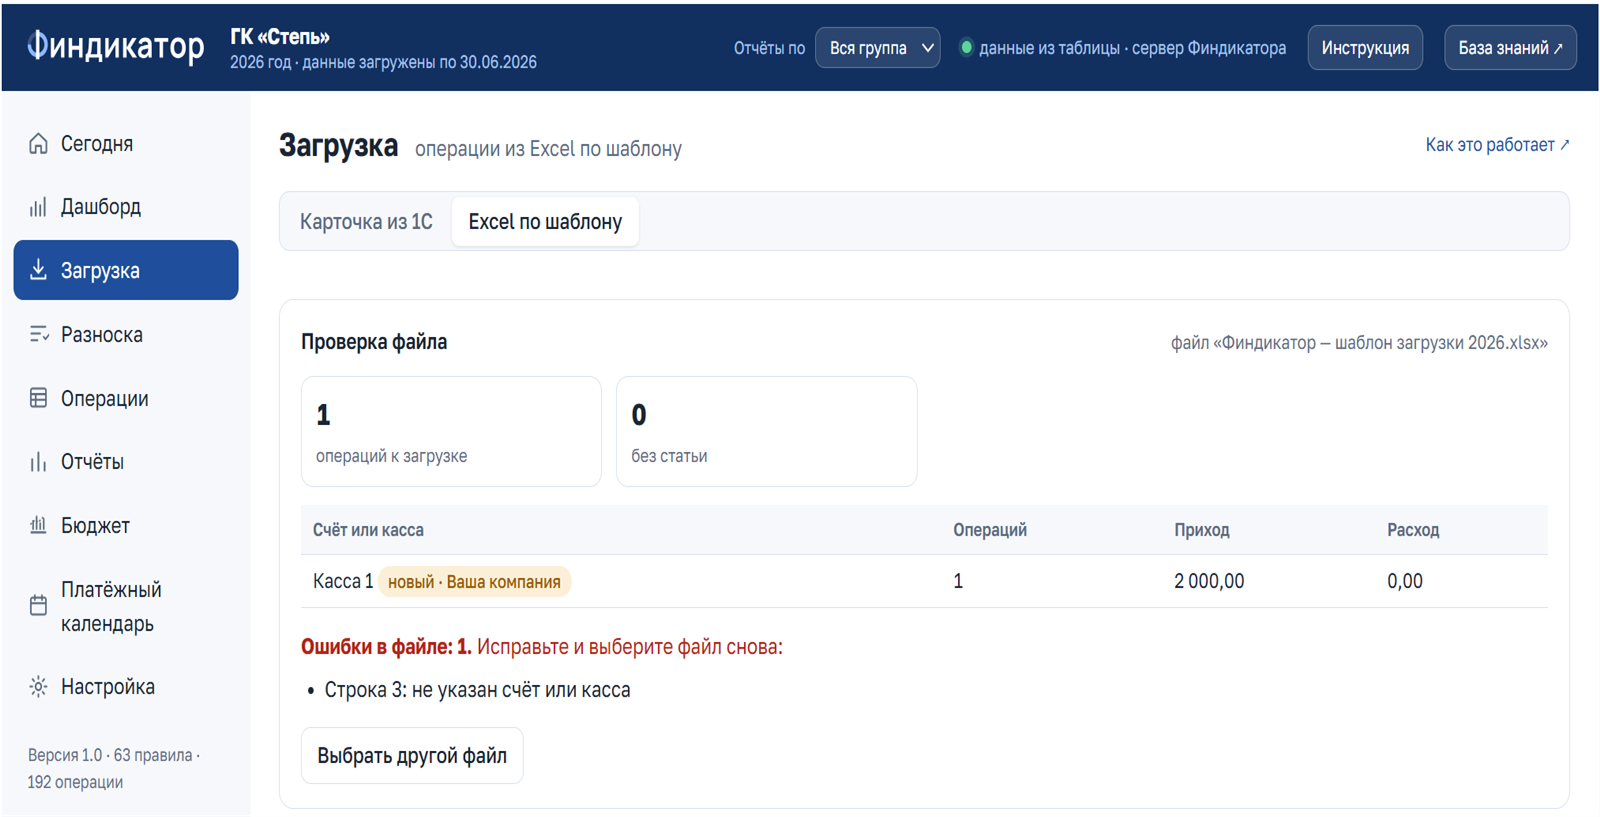 Финдикатор
ГК «Степь»
2026 год · данные загружены по 30.06.2026
Отчёты по
Вся группа
данные из таблицы · сервер Финдикатора
Инструкция
База знаний ↗
Сегодня
Дашборд
Загрузка
Разноска
Операции
Отчёты
Бюджет
Платёжный
календарь
Настройка
Версия 1.0 · 63 правила ·
192 операции
Загрузка операции из Excel по шаблону
Как это работает ↗
Карточка из 1С
Excel по шаблону
Проверка файла
файл «Финдикатор — шаблон загрузки 2026.xlsx»
1
операций к загрузке
0
без статьи
Счёт или касса Операций Приход Расход
Касса 1 новый · Ваша компания 1 2 000,00 0,00
Ошибки в файле: 1. Исправьте и выберите файл снова:
• Строка 3: не указан счёт или касса
Выбрать другой файл